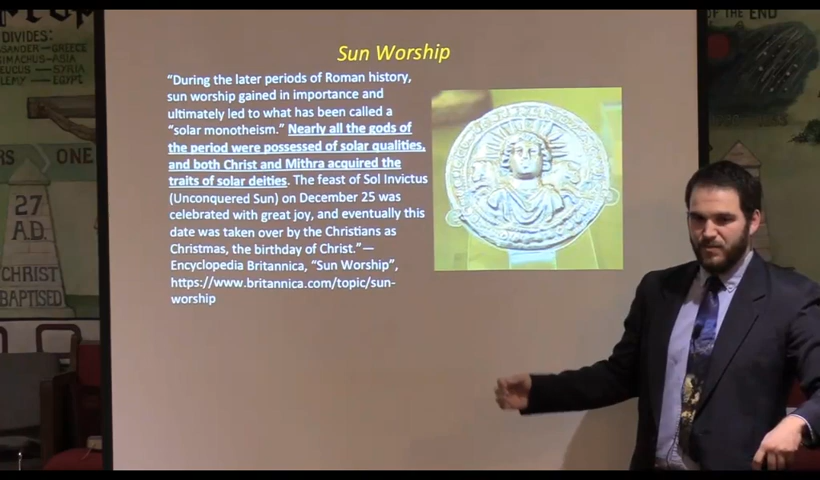 DIVIDES:
SANDER—GREECE
SIMACHUS—ASIA
EUCUS — SYRIA
LEMY — EGYPT
OF THE END
Sun Worship
“During the later periods of Roman history,
sun worship gained in importance and
ultimately led to what has been called a
“solar monotheism.” Nearly all the gods of
the period were possessed of solar qualities,
and both Christ and Mithra acquired the
traits of solar deities. The feast of Sol Invictus
(Unconquered Sun) on December 25 was
celebrated with great joy, and eventually this
date was taken over by the Christians as
Christmas, the birthday of Christ.”—
Encyclopedia Britannica, “Sun Worship”,
https://www.britannica.com/topic/sun-
worship
ONE
27
A.D.
CHRIST
BAPTISED